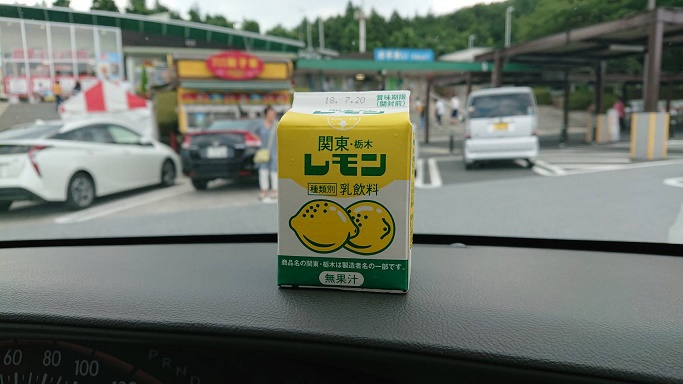 18. 7.20
賞味期限
(開封前)
関東・栃木
レモン
種類別 乳飲料
商品名の関東・栃木は製造者名の一部です。
無果汁
60
80
100
P R N D